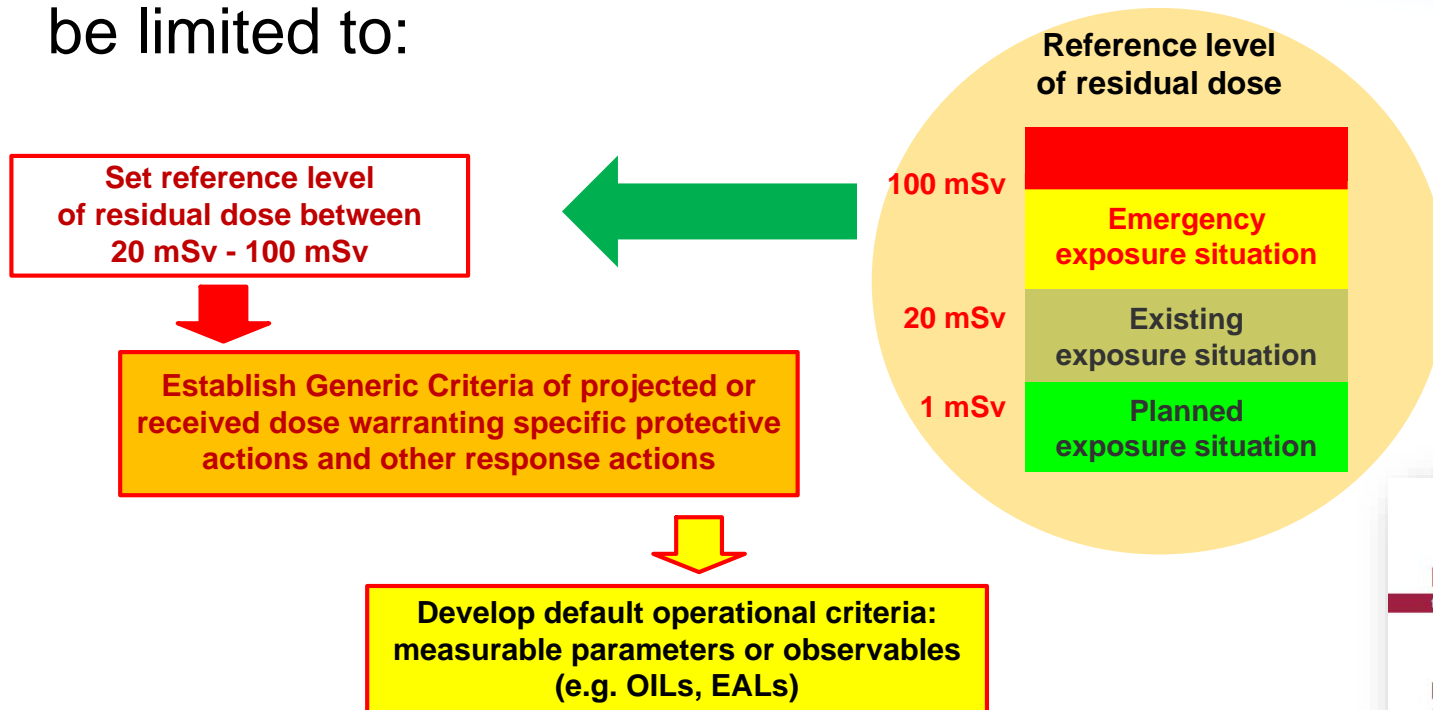 be limited to:
Reference level
of residual dose
Set reference level
of residual dose between
20 mSv - 100 mSv
100 mSv
Emergency
exposure situation
20 mSv
Existing
exposure situation
Establish Generic Criteria of projected or
received dose warranting specific protective
actions and other response actions
1 mSv
Planned
exposure situation
Develop default operational criteria:
measurable parameters or observables
(e.g. OILs, EALs)